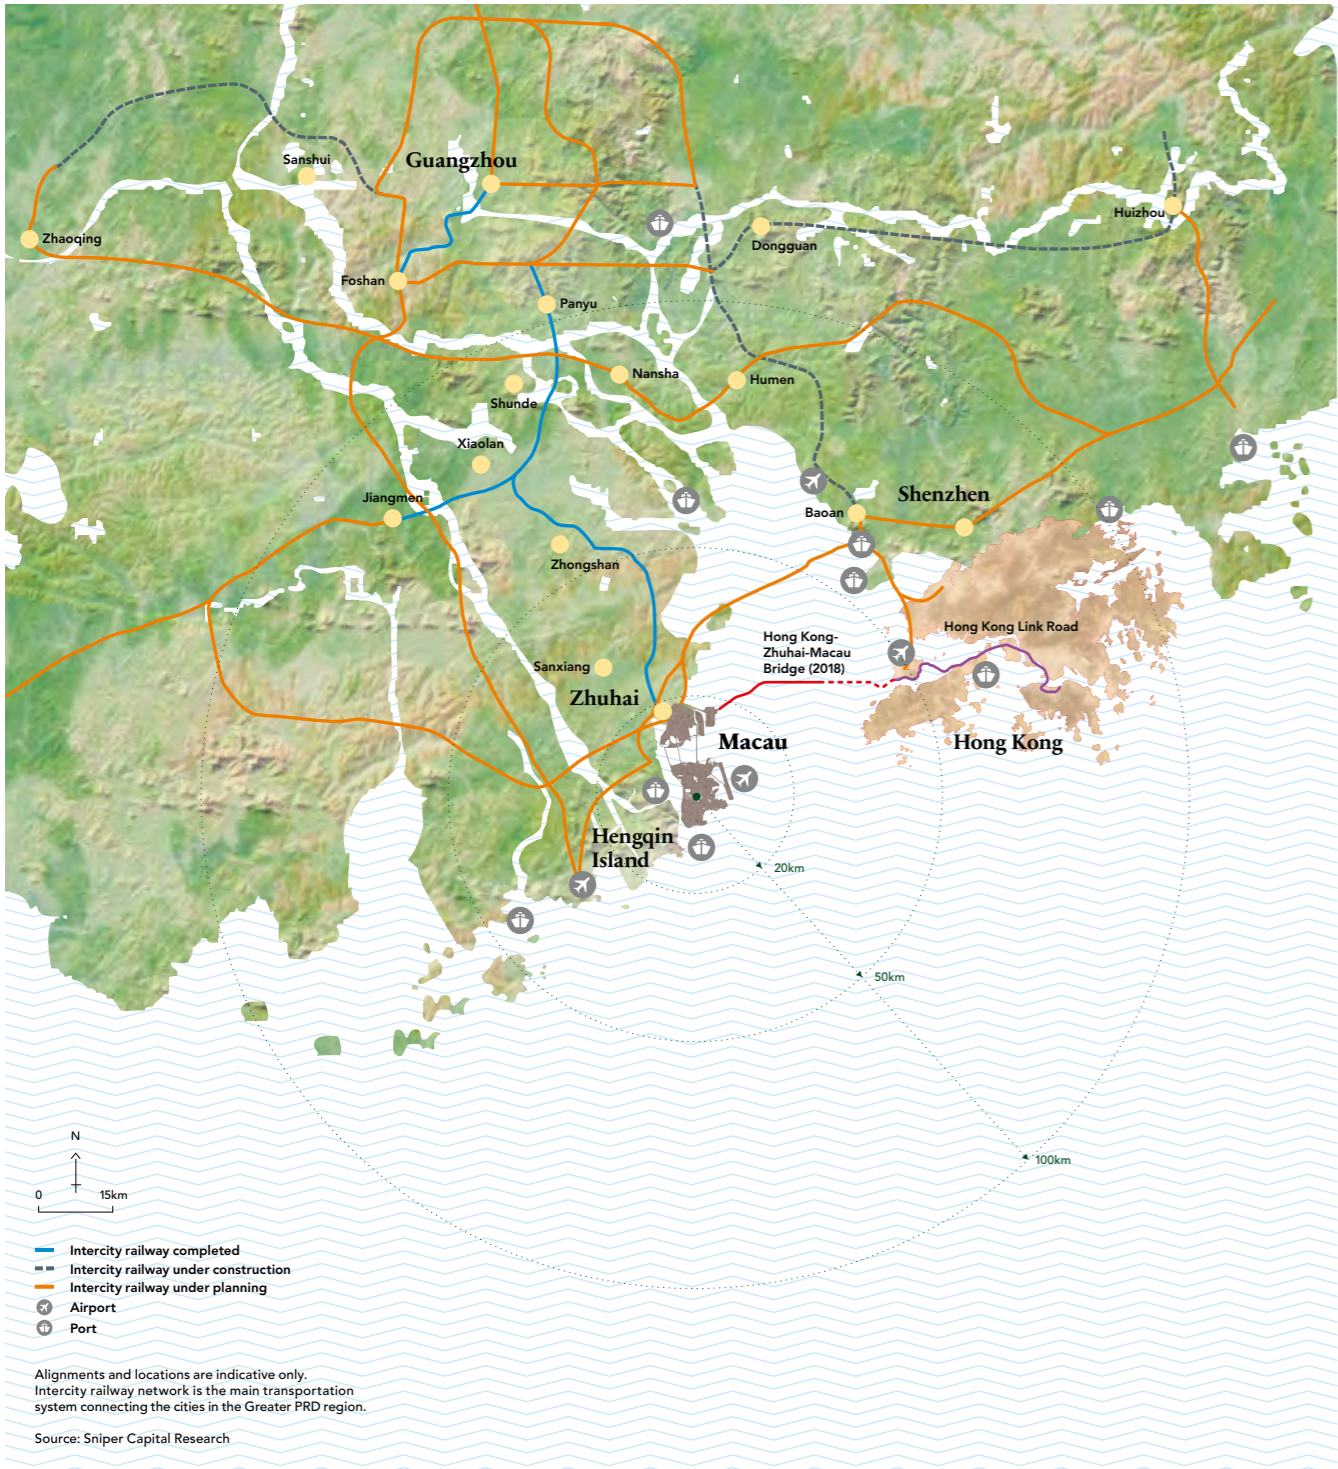 Sanshui
Guangzhou
Huizhou
Zhaoqing
Dongguan
Foshan
Panyu
Nansha
Humen
Shunde
Xiaolan
Jiangmen
Shenzhen
Baoan
Zhongshan
Hong Kong Link Road
Hong Kong-
Zhuhai-Macau
Bridge (2018)
Sanxiang
Zhuhai
Macau
Hong Kong
Hengqin
Island
20km
50km
100km
N
0 15km
Intercity railway completed
Intercity railway under construction
Intercity railway under planning
Airport
Port
Alignments and locations are indicative only.
Intercity railway network is the main transportation
system connecting the cities in the Greater PRD region.
Source: Sniper Capital Research